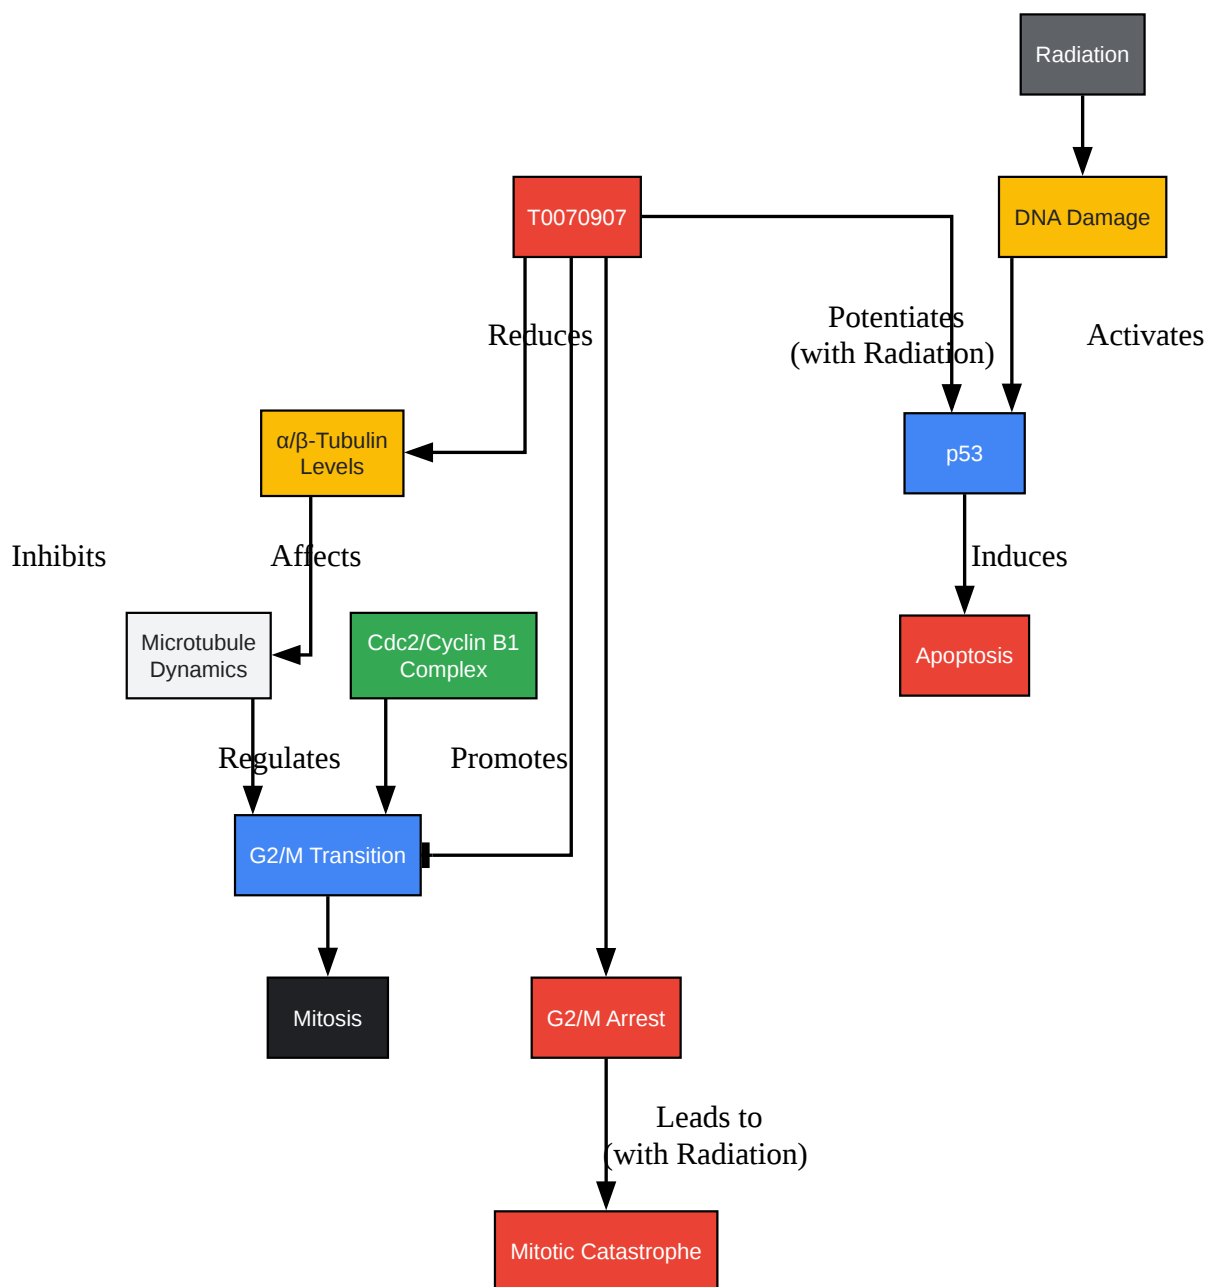 Radiation
T0070907
DNA Damage
Reduces
Potentiates
(with Radiation)
Activates
α/β-Tubulin
Levels
p53
Inhibits
Affects
Induces
Microtubule
Dynamics
Cdc2/Cyclin B1
Complex
Apoptosis
Regulates
Promotes
G2/M Transition
Mitosis
G2/M Arrest
Leads to
(with Radiation)
Mitotic Catastrophe